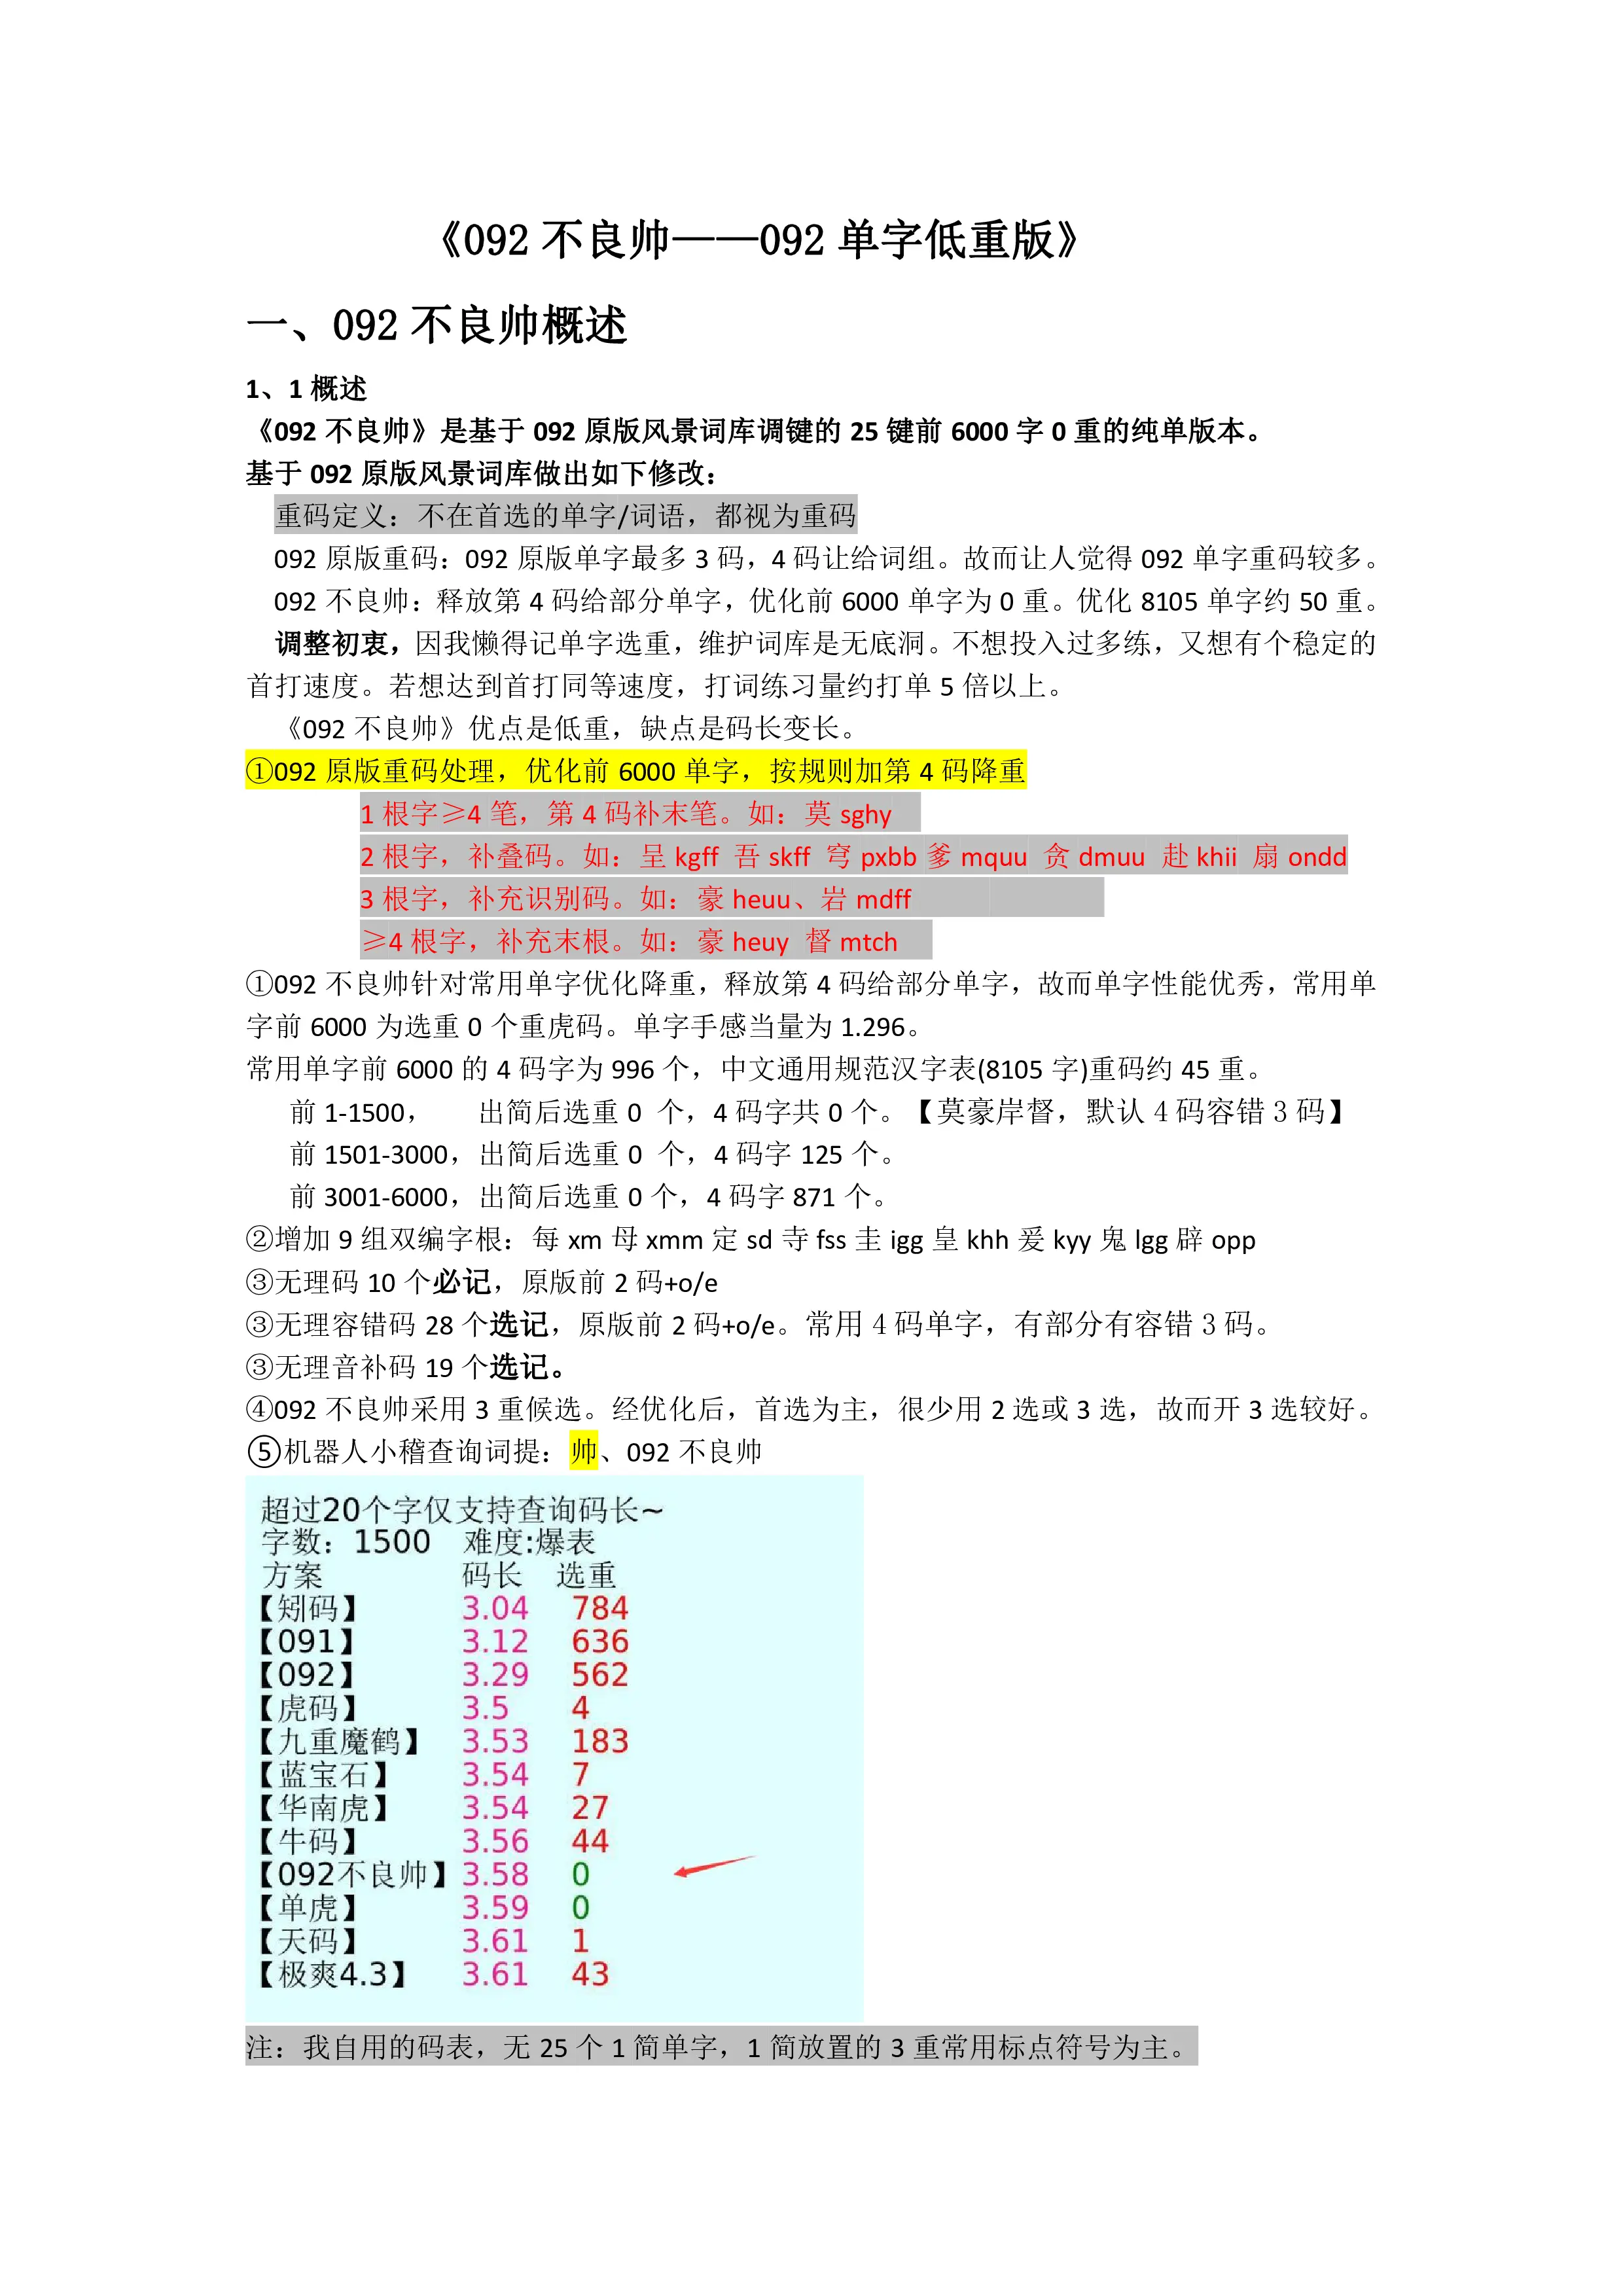 《092 不良帅——092 单字低重版》
一、092 不良帅概述
1、1 概述
《092 不良帅》是基于 092 原版风景词库调键的 25 键前 6000 字 0 重的纯单版本。
基于 092 原版风景词库做出如下修改：
重码定义：不在首选的单字/词语，都视为重码
092 原版重码：092 原版单字最多 3 码，4 码让给词组。故而让人觉得 092 单字重码较多。
092 不良帅：释放第 4 码给部分单字，优化前 6000 单字为 0 重。优化 8105 单字约 50 重。
调整初衷，因我懒得记单字选重，维护词库是无底洞。不想投入过多练，又想有个稳定的
首打速度。若想达到首打同等速度，打词练习量约打单 5 倍以上。
《092 不良帅》优点是低重，缺点是码长变长。
①092 原版重码处理，优化前 6000 单字，按规则加第 4 码降重
1 根字≥4 笔，第 4 码补末笔。如：莫 sghy
2 根字，补叠码。如：呈 kgff 吾 skff 穹 pxbb 爹 mquu 贪 dmuu 赴 khii 扇 ondd
3 根字，补充识别码。如：豪 heuu、岩 mdff
≥4 根字，补充末根。如：豪 heuy 督 mtch
①092 不良帅针对常用单字优化降重，释放第 4 码给部分单字，故而单字性能优秀，常用单
字前 6000 为选重 0 个重虎码。单字手感当量为 1.296。
常用单字前 6000 的 4 码字为 996 个，中文通用规范汉字表(8105 字)重码约 45 重。
前 1-1500， 出简后选重 0 个，4 码字共 0 个。【莫豪岸督，默认 4 码容错 3 码】
前 1501-3000，出简后选重 0 个，4 码字 125 个。
前 3001-6000，出简后选重 0 个，4 码字 871 个。
②增加 9 组双编字根：每 xm 母 xmm 定 sd 寺 fss 圭 igg 皇 khh 爰 kyy 鬼 lgg 辟 opp
③无理码 10 个必记，原版前 2 码+o/e
③无理容错码 28 个选记，原版前 2 码+o/e。常用 4 码单字，有部分有容错 3 码。
③无理音补码 19 个选记。
④092 不良帅采用 3 重候选。经优化后，首选为主，很少用 2 选或 3 选，故而开 3 选较好。
⑤机器人小稽查询词提：帅、092 不良帅
超过20个字仅支持查询码长~
字数：1500 难度:爆表
方案 码长 选重
【矧码】 3.04 784
【091】 3.12 636
【092】 3.29 562
【虎码】 3.5 4
【九重魔鹤】 3.53 183
【蓝宝石】 3.54 7
【华南虎】 3.54 27
【牛码】 3.56 44
【092不良帅】 3.58 0
【单虎】 3.59 0
【天码】 3.61 1
【极爽4.3】 3.61 43
注：我自用的码表，无 25 个 1 简单字，1 简放置的 3 重常用标点符号为主。